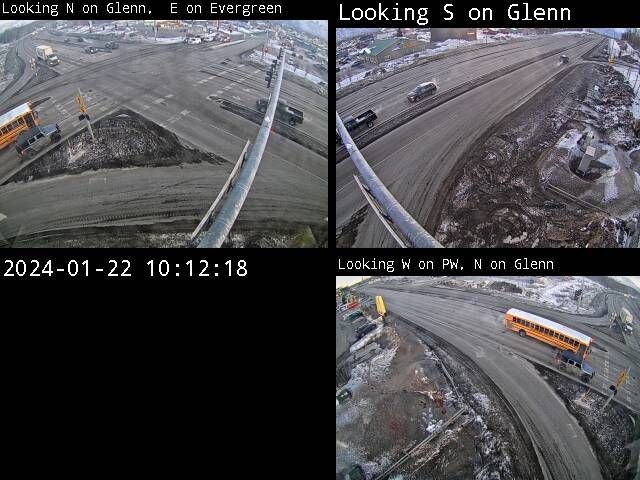 Looking N on Glenn,  E on Evergreen
Looking S on Glenn
2024-01-22 10:12:18
Looking W on PW, N on Glenn